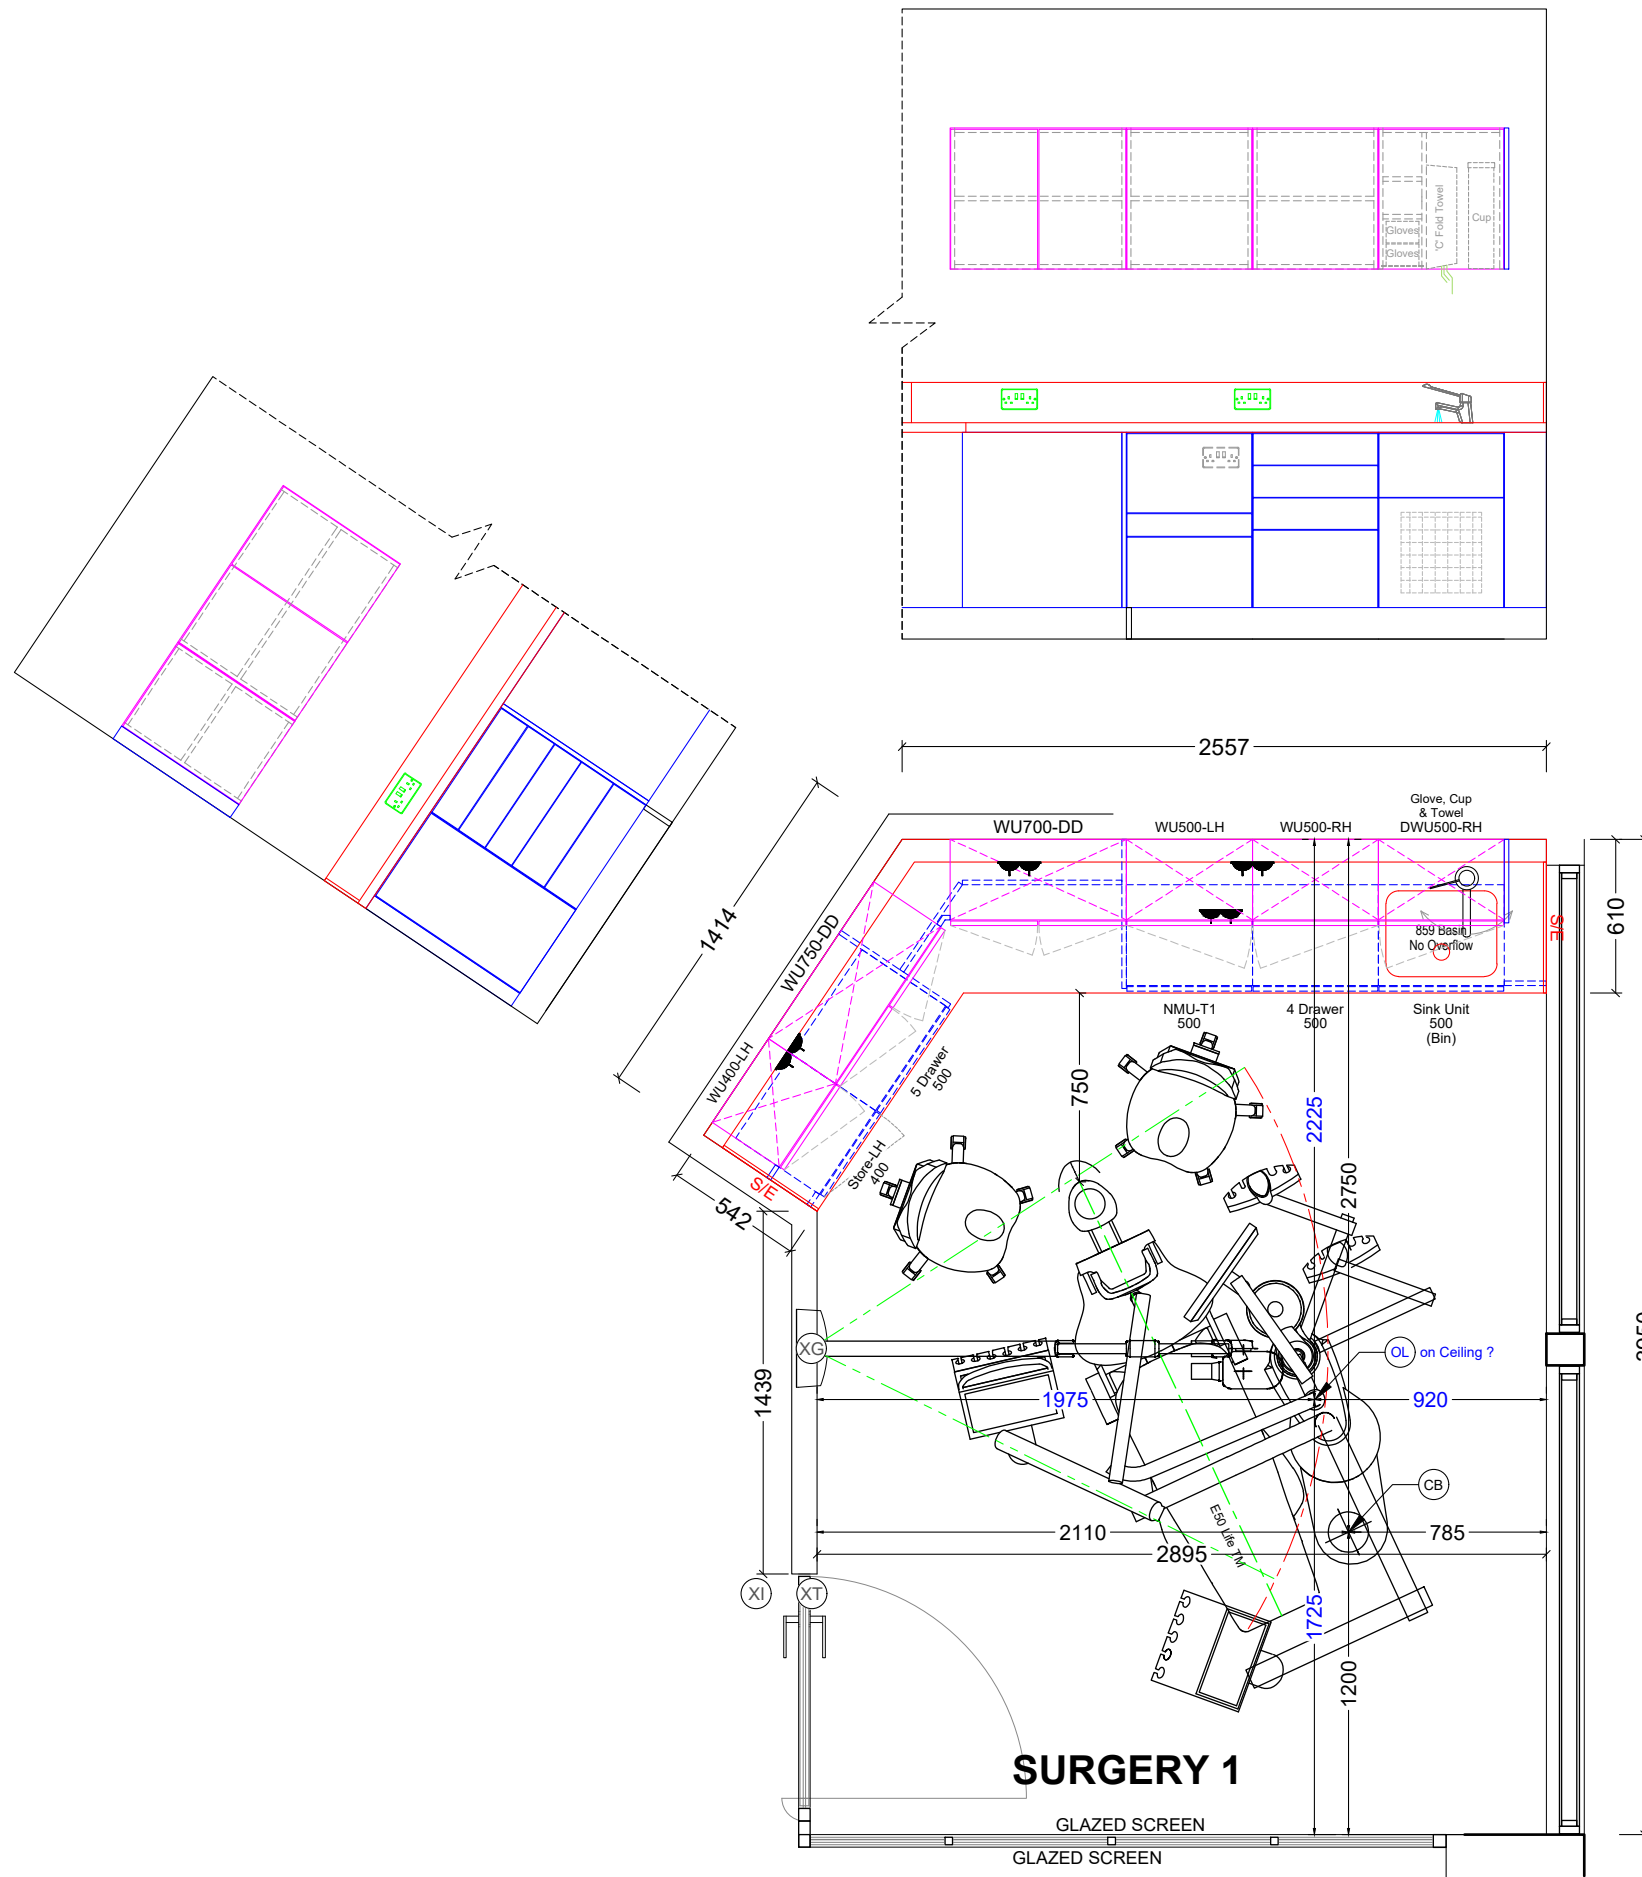 'C' Fold Towel
Cup
Gloves
Gloves
2557
Glove, Cup
& Towel
DWU500-RH
WU700-DD
WU500-LH
WU500-RH
1414
WU750-DD
WU400-LH
859 Basin
No Overflow
S/E
610
NMU-T1
500
4 Drawer
500
Sink Unit
500
(Bin)
5 Drawer
500
Store-LH
400
S/E
542
750
2225
2750
XG
OL on Ceiling ?
1439
1975
920
CB
2110
785
2895
E50 Life TM
XI
XT
1725
1200
SURGERY 1
GLAZED SCREEN
GLAZED SCREEN